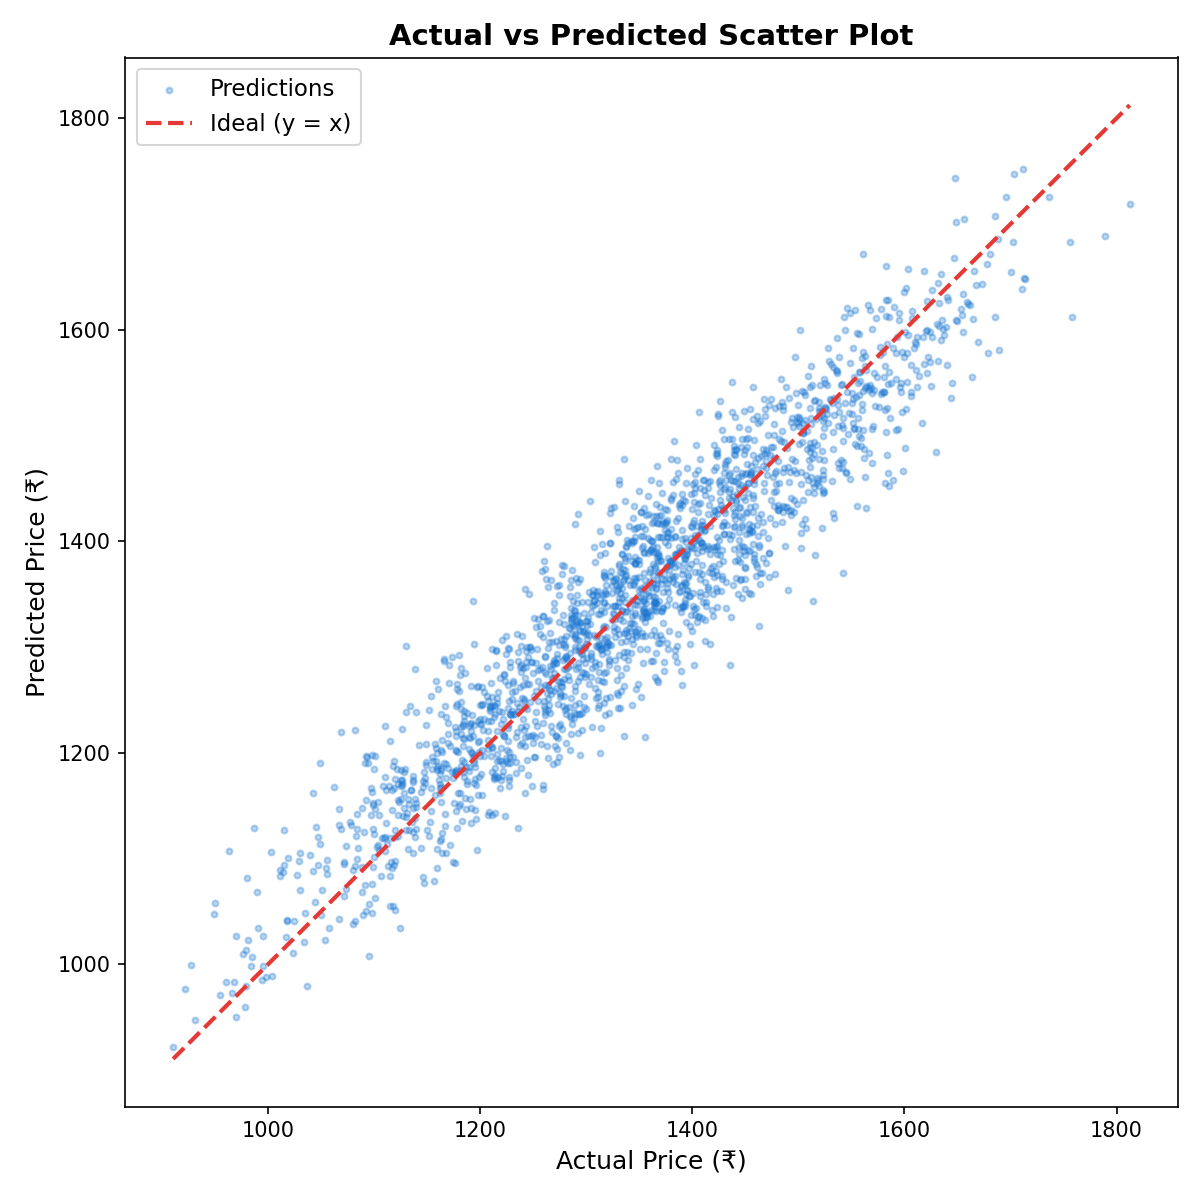 Actual vs Predicted Scatter Plot
Predictions
Ideal (y = x)
1800
1600
1400
1200
1000
Predicted Price (₹)
1000 1200 1400 1600 1800
Actual Price (₹)